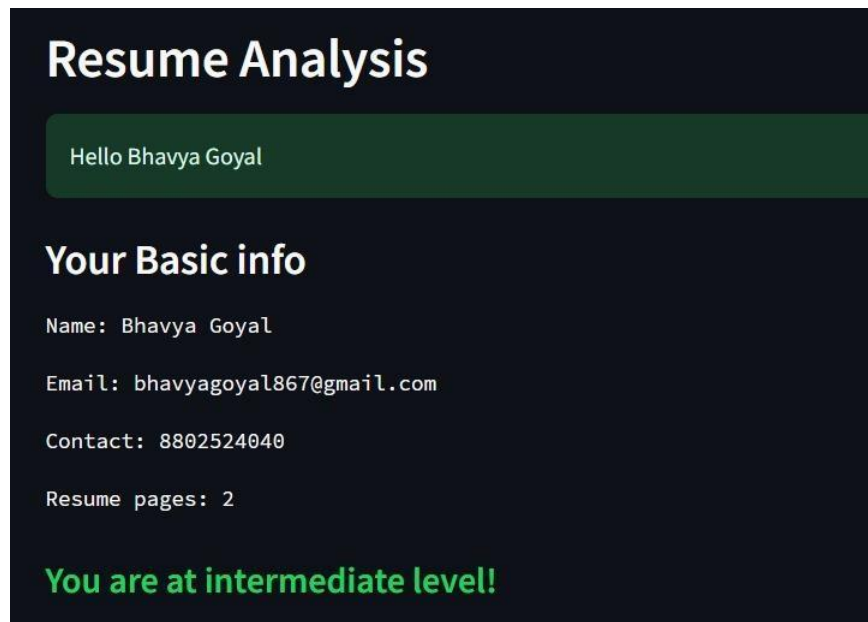 Resume Analysis
Hello Bhavya Goyal
Your Basic info
Name: Bhavya Goyal
Email: bhavyagoyal867@gmail.com
Contact: 8802524040
Resume pages: 2
You are at intermediate level!